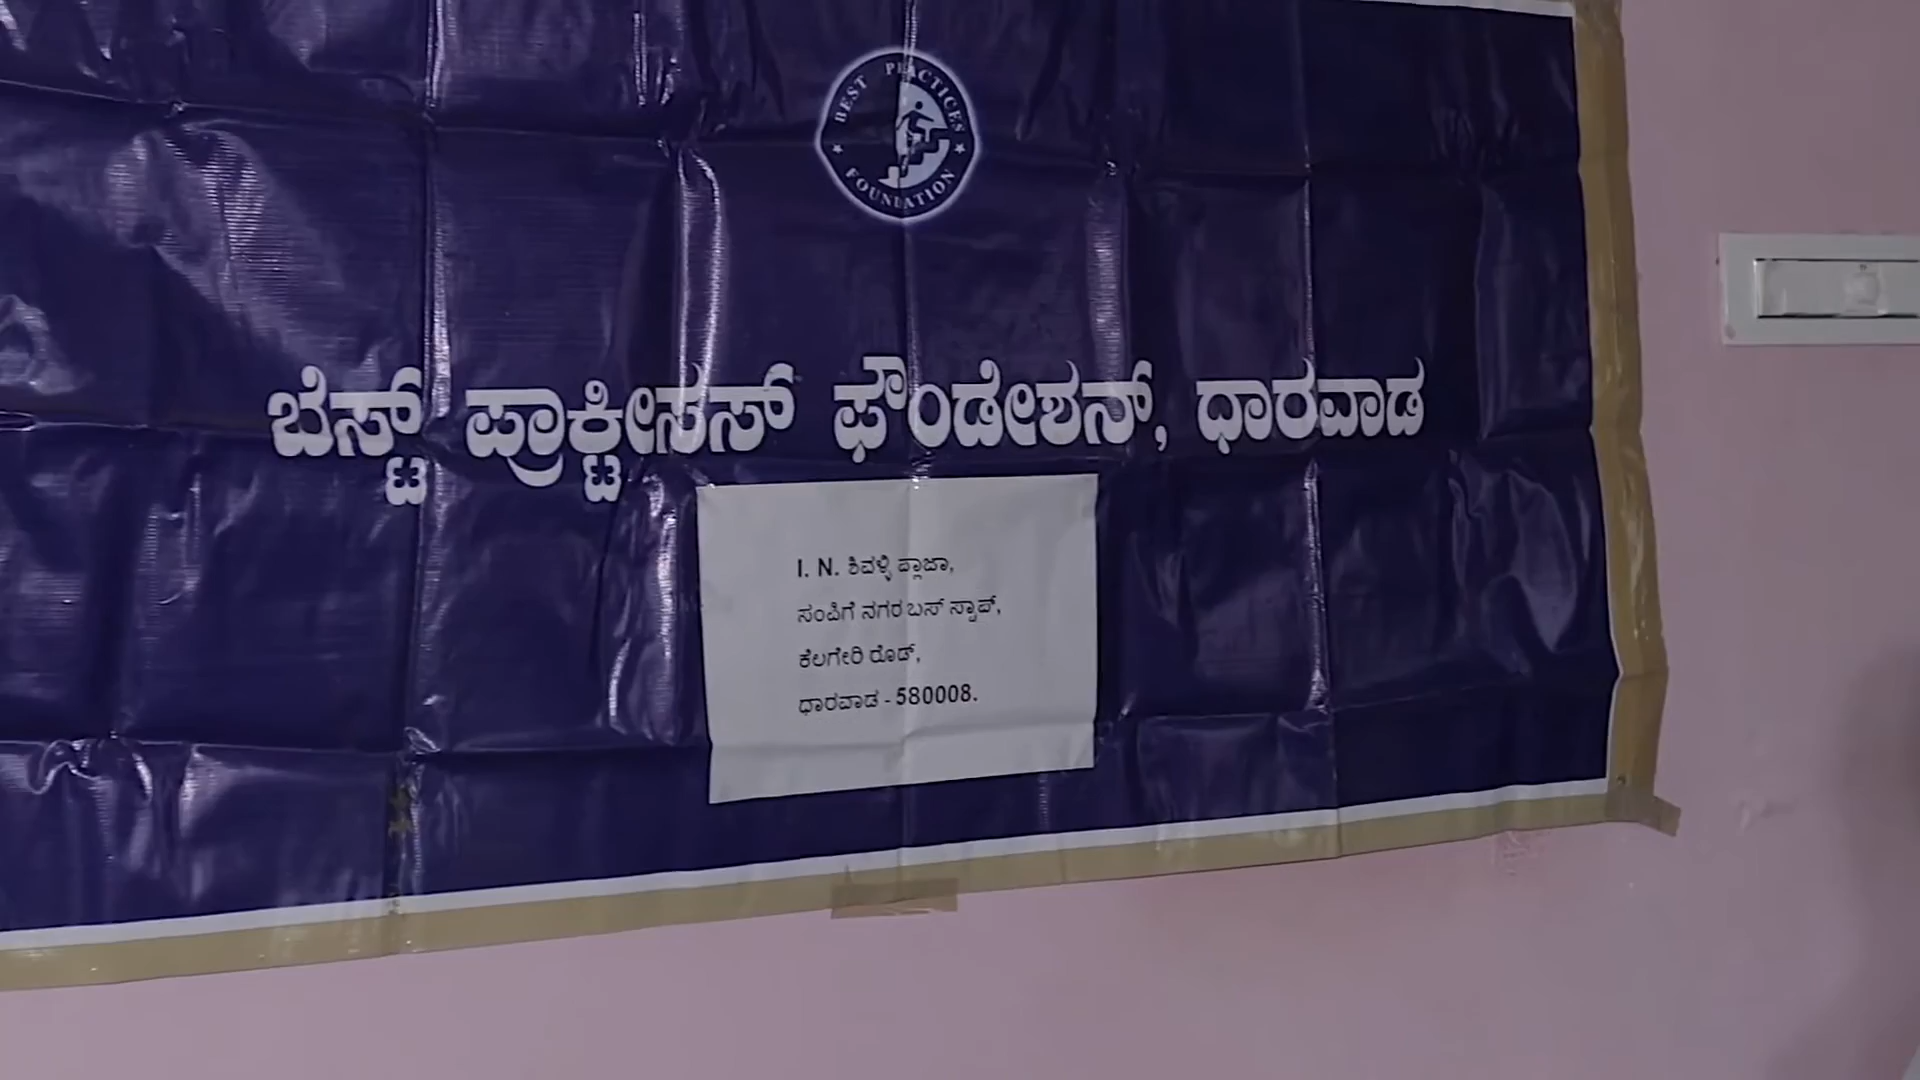 BEST PRACTICES
FOUNDATION
ಬೆಸ್ಟ್ ಪ್ರಾಕ್ಟೀಸಸ್ ಫೌಂಡೇಶನ್, ಧಾರವಾಡ
I. N. ಶಿವಳ್ಳಿ ಪ್ಲಾಜಾ,
ಸಂಪಿಗೆ ನಗರ ಬಸ್ ಸ್ಟಾಪ್,
ಕೆಲಗೇರಿ ರೊಡ್,
ಧಾರವಾಡ - 580008.